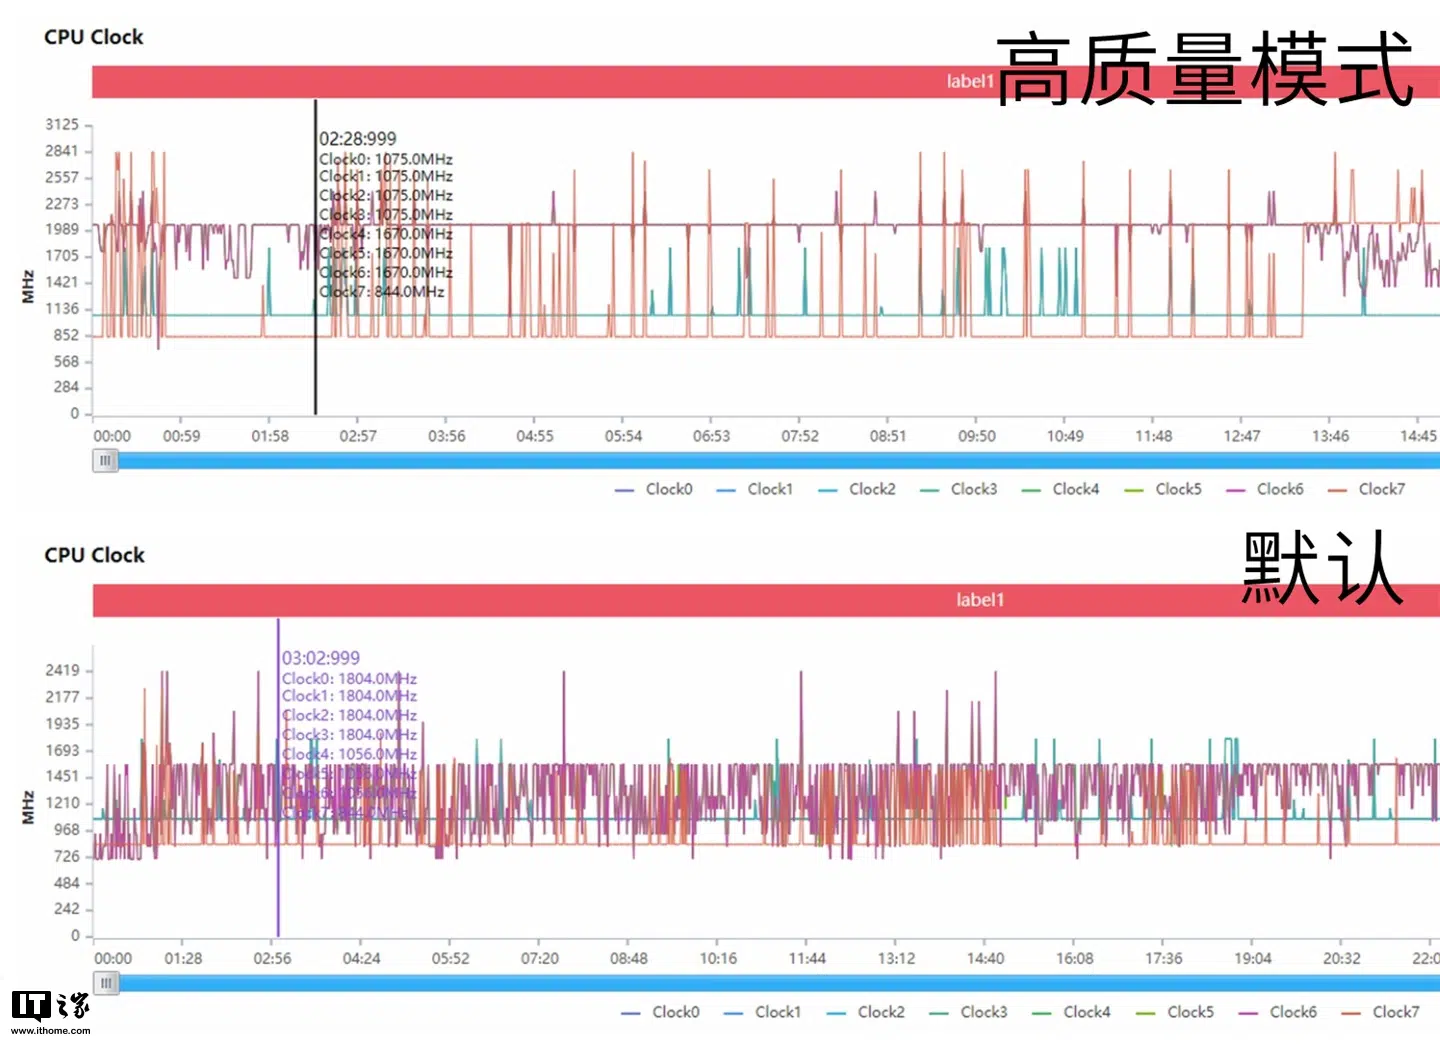 CPU Clock
高质量模式
label1
3125
2841
2557
2273
1989
1705
1421
1136
852
568
284
0
MHz
02:28:999
Clock0: 1075.0MHz
Clock1: 1075.0MHz
Clock2: 1075.0MHz
Clock3: 1075.0MHz
Clock4: 1670.0MHz
Clock5: 1670.0MHz
Clock6: 1670.0MHz
Clock7: 844.0MHz
00:00 00:59 01:58 02:57 03:56 04:55 05:54 06:53 07:52 08:51 09:50 10:49 11:48 12:47 13:46 14:45
Clock0 Clock1 Clock2 Clock3 Clock4 Clock5 Clock6 Clock7
CPU Clock
默认
label1
2419
2177
1935
1693
1451
1210
968
726
484
242
0
MHz
03:02:999
Clock0: 1804.0MHz
Clock1: 1804.0MHz
Clock2: 1804.0MHz
Clock3: 1804.0MHz
Clock4: 1056.0MHz
Clock5: 1056.0MHz
Clock6: 1056.0MHz
Clock7: 844.0MHz
00:00 01:28 02:56 04:24 05:52 07:20 08:48 10:16 11:44 13:12 14:40 16:08 17:36 19:04 20:32 22:0
Clock0 Clock1 Clock2 Clock3 Clock4 Clock5 Clock6 Clock7
IT之家
www.ithome.com